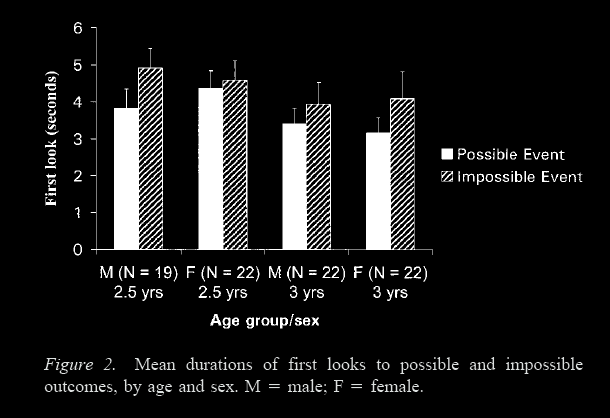 6
5
4
3
2
1
0
First look (seconds)
Possible Event
Impossible Event
M (N = 19) F (N = 22) M (N = 22) F (N = 22)
2.5 yrs 2.5 yrs 3 yrs 3 yrs
Age group/sex
Figure 2. Mean durations of first looks to possible and impossible
outcomes, by age and sex. M = male; F = female.